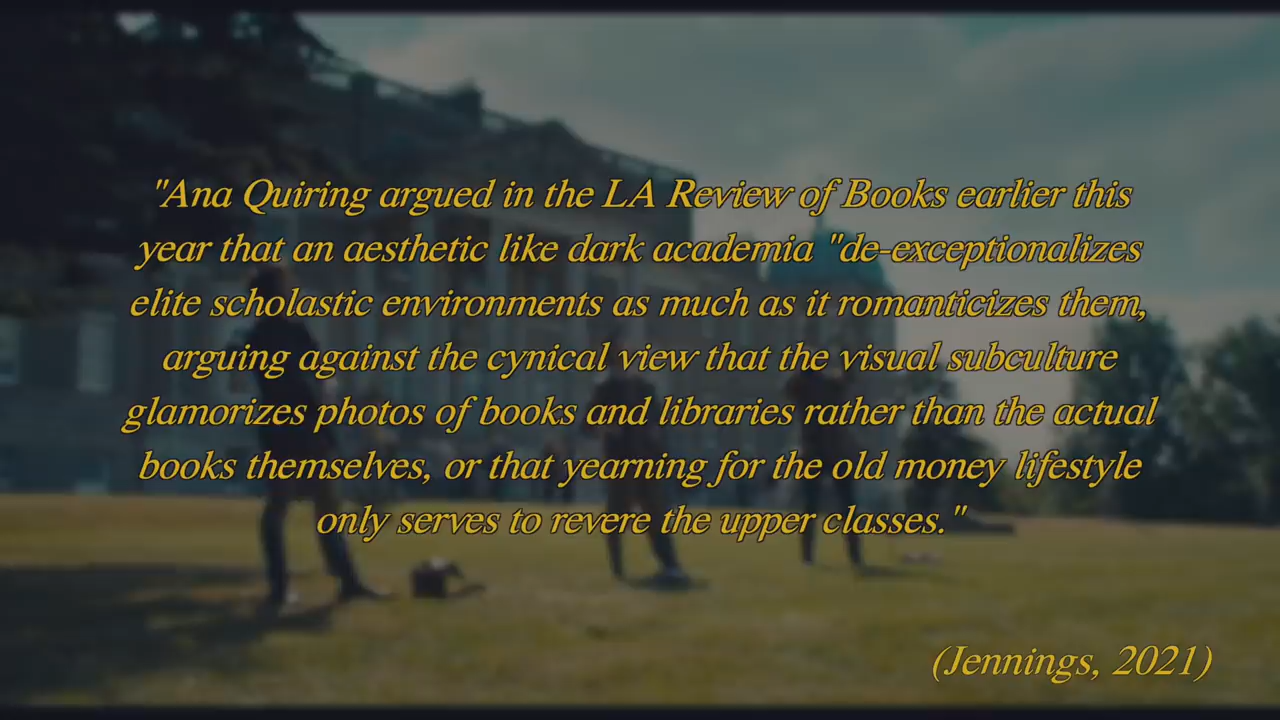 "Ana Quiring argued in the LA Review of Books earlier this
year that an aesthetic like dark academia "de-exceptionalizes
elite scholastic environments as much as it romanticizes them,
arguing against the cynical view that the visual subculture
glamorizes photos of books and libraries rather than the actual
books themselves, or that yearning for the old money lifestyle
only serves to revere the upper classes."
(Jennings, 2021)